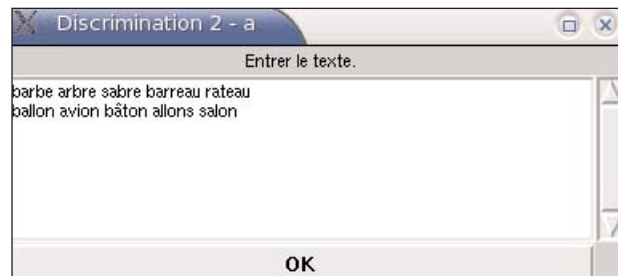 Discrimination 2 - a
Entrer le texte.
barbe arbre sabre barreau rateau
ballon avion bâton allons salon
OK